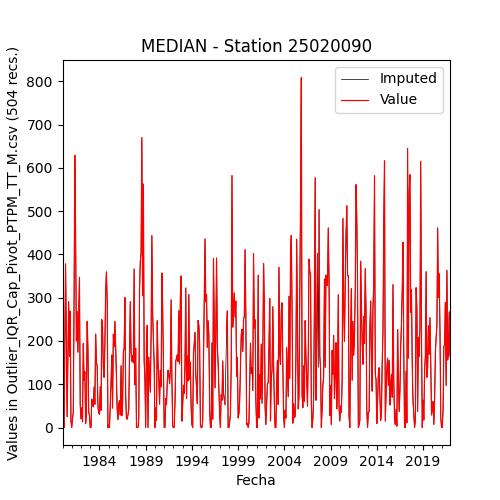 MEDIAN - Station 25020090
Values in Outlier_IQR_Cap_Pivot_PTPM_TT_M.csv (504 recs.)
800
700
600
500
400
300
200
100
0
Imputed
Value
1984 1989 1994 1999 2004 2009 2014 2019
Fecha